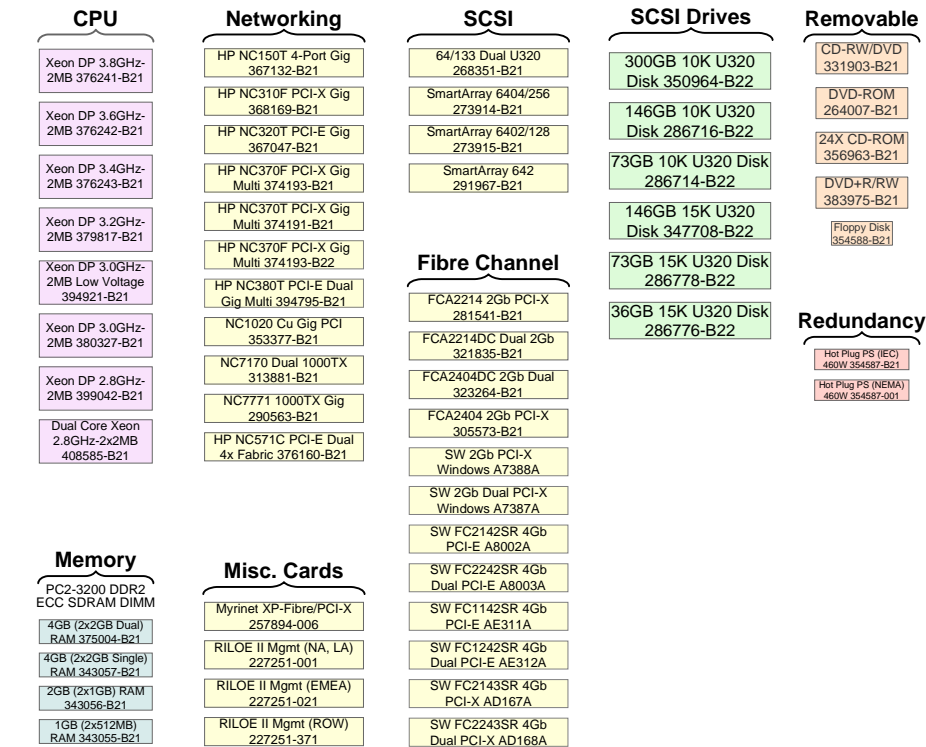 CPU
Xeon DP 3.8GHz-
2MB 376241-B21
Xeon DP 3.6GHz-
2MB 376242-B21
Xeon DP 3.4GHz-
2MB 376243-B21
Xeon DP 3.2GHz-
2MB 379817-B21
Xeon DP 3.0GHz-
2MB Low Voltage
394921-B21
Xeon DP 3.0GHz-
2MB 380327-B21
Xeon DP 2.8GHz-
2MB 399042-B21
Dual Core Xeon
2.8GHz-2x2MB
408585-B21
Memory
PC2-3200 DDR2
ECC SDRAM DIMM
4GB (2x2GB Dual)
RAM 375004-B21
4GB (2x2GB Single)
RAM 343057-B21
2GB (2x1GB) RAM
343056-B21
1GB (2x512MB)
RAM 343055-B21
Networking
HP NC150T 4-Port Gig
367132-B21
HP NC310F PCI-X Gig
368169-B21
HP NC320T PCI-E Gig
367047-B21
HP NC370F PCI-X Gig
Multi 374193-B21
HP NC370T PCI-X Gig
Multi 374191-B21
HP NC370F PCI-X Gig
Multi 374193-B22
HP NC380T PCI-E Dual
Gig Multi 394795-B21
NC1020 Cu Gig PCI
353377-B21
NC7170 Dual 1000TX
313881-B21
NC7771 1000TX Gig
290563-B21
HP NC571C PCI-E Dual
4x Fabric 376160-B21
Misc. Cards
Myrinet XP-Fibre/PCI-X
257894-006
RILOE II Mgmt (NA, LA)
227251-001
RILOE II Mgmt (EMEA)
227251-021
RILOE II Mgmt (ROW)
227251-371
SCSI
64/133 Dual U320
268351-B21
SmartArray 6404/256
273914-B21
SmartArray 6402/128
273915-B21
SmartArray 642
291967-B21
Fibre Channel
FCA2214 2Gb PCI-X
281541-B21
FCA2214DC Dual 2Gb
321835-B21
FCA2404DC 2Gb Dual
323264-B21
FCA2404 2Gb PCI-X
305573-B21
SW 2Gb PCI-X
Windows A7388A
SW 2Gb Dual PCI-X
Windows A7387A
SW FC2142SR 4Gb
PCI-E A8002A
SW FC2242SR 4Gb
Dual PCI-E A8003A
SW FC1142SR 4Gb
PCI-E AE311A
SW FC1242SR 4Gb
Dual PCI-E AE312A
SW FC2143SR 4Gb
PCI-X AD167A
SW FC2243SR 4Gb
Dual PCI-X AD168A
SCSI Drives
300GB 10K U320
Disk 350964-B22
146GB 10K U320
Disk 286716-B22
73GB 10K U320 Disk
286714-B22
146GB 15K U320
Disk 347708-B22
73GB 15K U320 Disk
286778-B22
36GB 15K U320 Disk
286776-B22
Removable
CD-RW/DVD
331903-B21
DVD-ROM
264007-B21
24X CD-ROM
356963-B21
DVD+R/RW
383975-B21
Floppy Disk
354588-B21
Redundancy
Hot Plug PS (IEC)
460W 354587-B21
Hot Plug PS (NEMA)
460W 354587-001